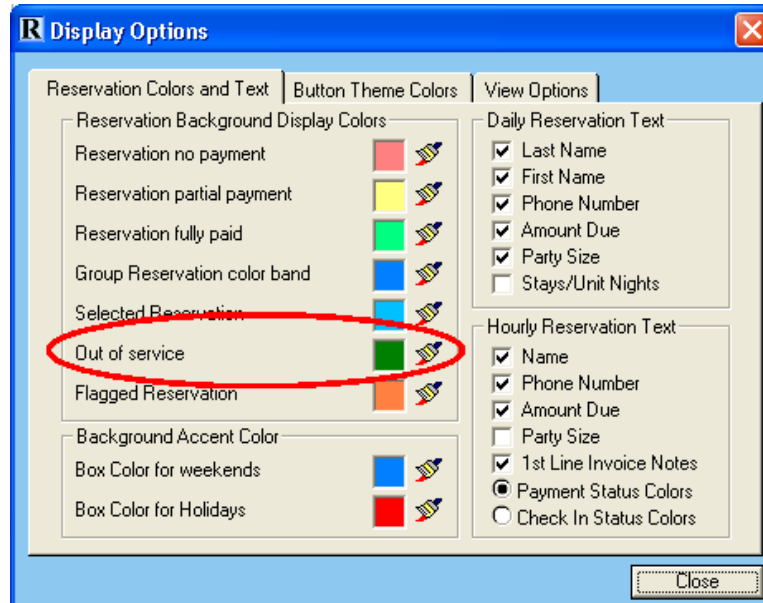 R Display Options
Reservation Colors and Text
Button Theme Colors
View Options
Reservation Background Display Colors
Reservation no payment
Reservation partial payment
Reservation fully paid
Group Reservation color band
Selected Reservation
Out of service
Flagged Reservation
Background Accent Color
Box Color for weekends
Box Color for Holidays
Daily Reservation Text
Last Name
First Name
Phone Number
Amount Due
Party Size
Stays/Unit Nights
Hourly Reservation Text
Name
Phone Number
Amount Due
Party Size
1st Line Invoice Notes
Payment Status Colors
Check In Status Colors
Close